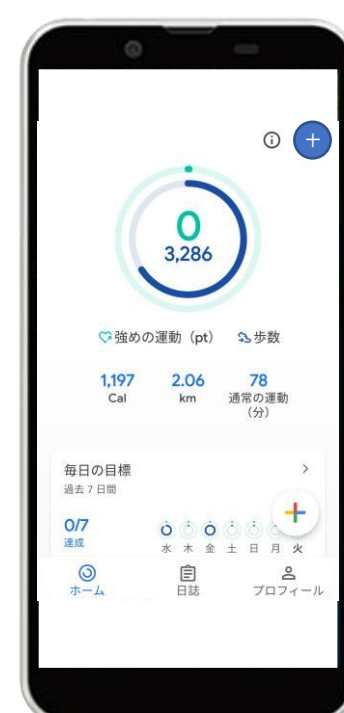 0
3,286
強めの運動（pt） 歩数
1,197 2.06 78
Cal km 通常の運動
（分）
毎日の目標
過去 7 日間
0/7
達成
水 木 金 土 日 月 火
ホーム 日誌 プロフィール